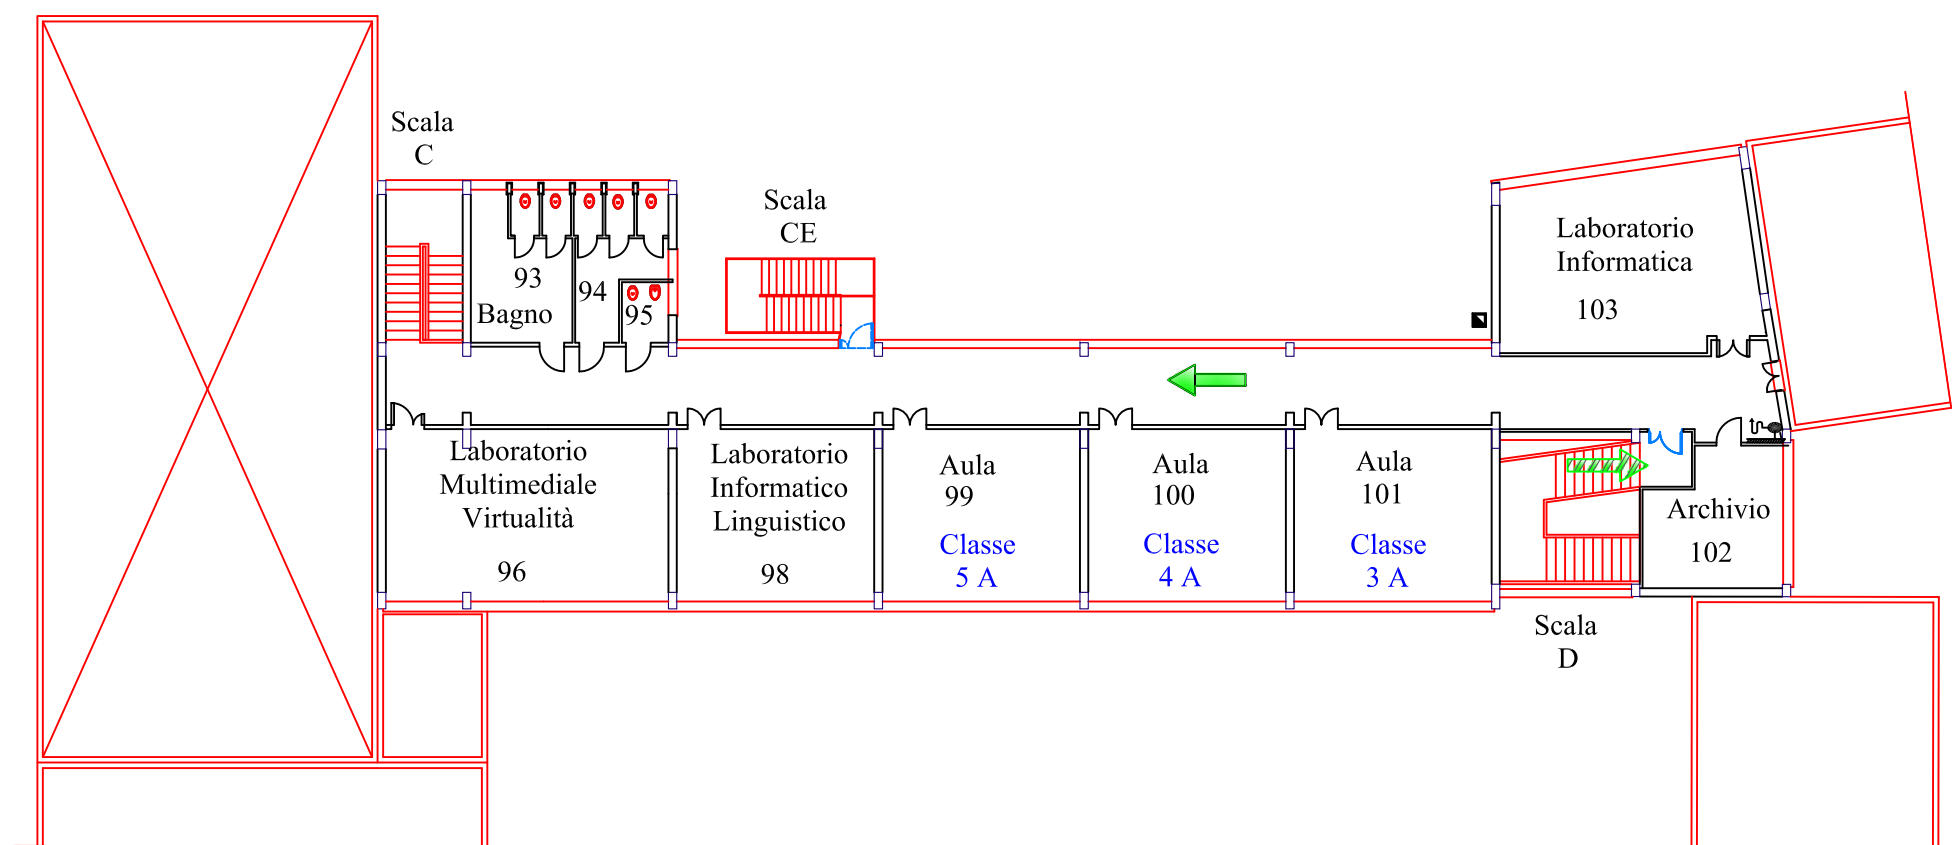 Scala
C
Scala
CE
93
Bagno
94
95
Laboratorio
Informatica
103
Laboratorio
Multimediale
Virtualità
96
Laboratorio
Informatico
Linguistico
98
Aula
99
Classe
5 A
Aula
100
Classe
4 A
Aula
101
Classe
3 A
Archivio
102
Scala
D